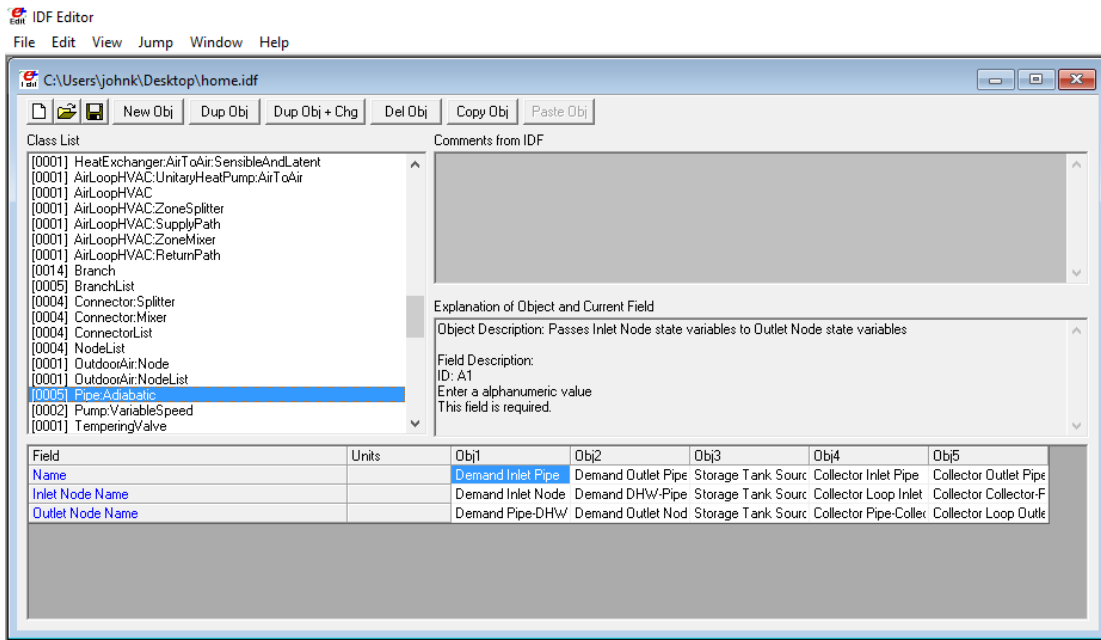 IDF Editor
File Edit View Jump Window Help
C:\Users\johnk\Desktop\home.idf
New Obj Dup Obj Dup Obj + Chg Del Obj Copy Obj Paste Obj
Class List
Comments from IDF
[0001] HeatExchanger:AirToAir:SensibleAndLatent
[0001] AirLoopHVAC:UnitaryHeatPump:AirToAir
[0001] AirLoopHVAC
[0001] AirLoopHVAC:ZoneSplitter
[0001] AirLoopHVAC:SupplyPath
[0001] AirLoopHVAC:ZoneMixer
[0001] AirLoopHVAC:ReturnPath
[0014] Branch
[0005] BranchList
[0004] Connector:Splitter
[0004] Connector:Mixer
[0004] ConnectorList
[0004] NodeList
[0001] OutdoorAir:Node
[0001] OutdoorAir:NodeList
[0005] Pipe:Adiabatic
[0002] Pump:VariableSpeed
[0001] TemperingValve
Explanation of Object and Current Field
Object Description: Passes Inlet Node state variables to Outlet Node state variables
Field Description:
ID: A1
Enter a alphanumeric value
This field is required.
Field Units Obj1 Obj2 Obj3 Obj4 Obj5
Name Demand Inlet Pipe Demand Outlet Pipe Storage Tank Sourc Collector Inlet Pipe Collector Outlet Pipe
Inlet Node Name Demand Inlet Node Demand DHW-Pipe Storage Tank Sourc Collector Loop Inlet Collector Collector-F
Outlet Node Name Demand Pipe-DHW Demand Outlet Nod Storage Tank Sourc Collector Pipe-Collec Collector Loop Outle